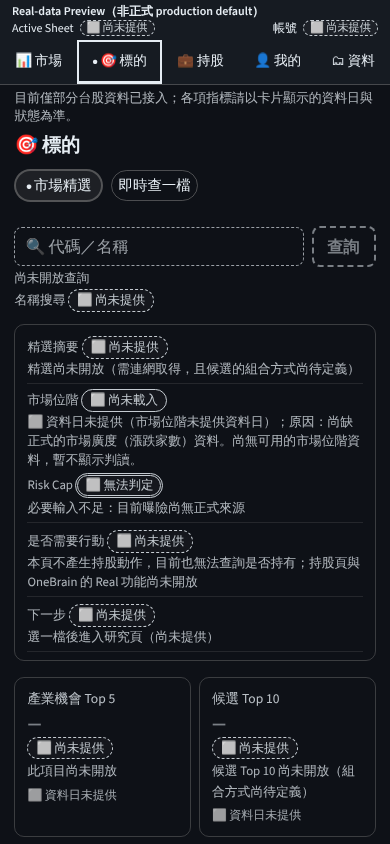 Real-data Preview（非正式 production default）
Active Sheet ⬜ 尚未提供 帳號 ⬜ 尚未提供
📊 市場 • 🎯 標的 💼 持股 👤 我的 🗂 資料
目前僅部分台股資料已接入；各項指標請以卡片顯示的資料日與
狀態為準。
🎯 標的
• 市場精選 即時查一檔
🔍 代碼／名稱 查詢
尚未開放查詢
名稱搜尋 ⬜ 尚未提供
精選摘要 ⬜ 尚未提供
精選尚未開放（需連網取得，且候選的組合方式尚待定義）
市場位階 ⬜ 尚未載入
⬜ 資料日未提供（市場位階未提供資料日）；原因：尚缺
正式的市場廣度（漲跌家數）資料。尚無可用的市場位階資
料，暫不顯示判讀。
Risk Cap ⬜ 無法判定
必要輸入不足：目前曝險尚無正式來源
是否需要行動 ⬜ 尚未提供
本頁不產生持股動作，目前也無法查詢是否持有；持股頁與
OneBrain 的 Real 功能尚未開放
下一步 ⬜ 尚未提供
選一檔後進入研究頁（尚未提供）
產業機會 Top 5
—
⬜ 尚未提供
此項目尚未開放
⬜ 資料日未提供
候選 Top 10
—
⬜ 尚未提供
候選 Top 10 尚未開放（組
合方式尚待定義）
⬜ 資料日未提供